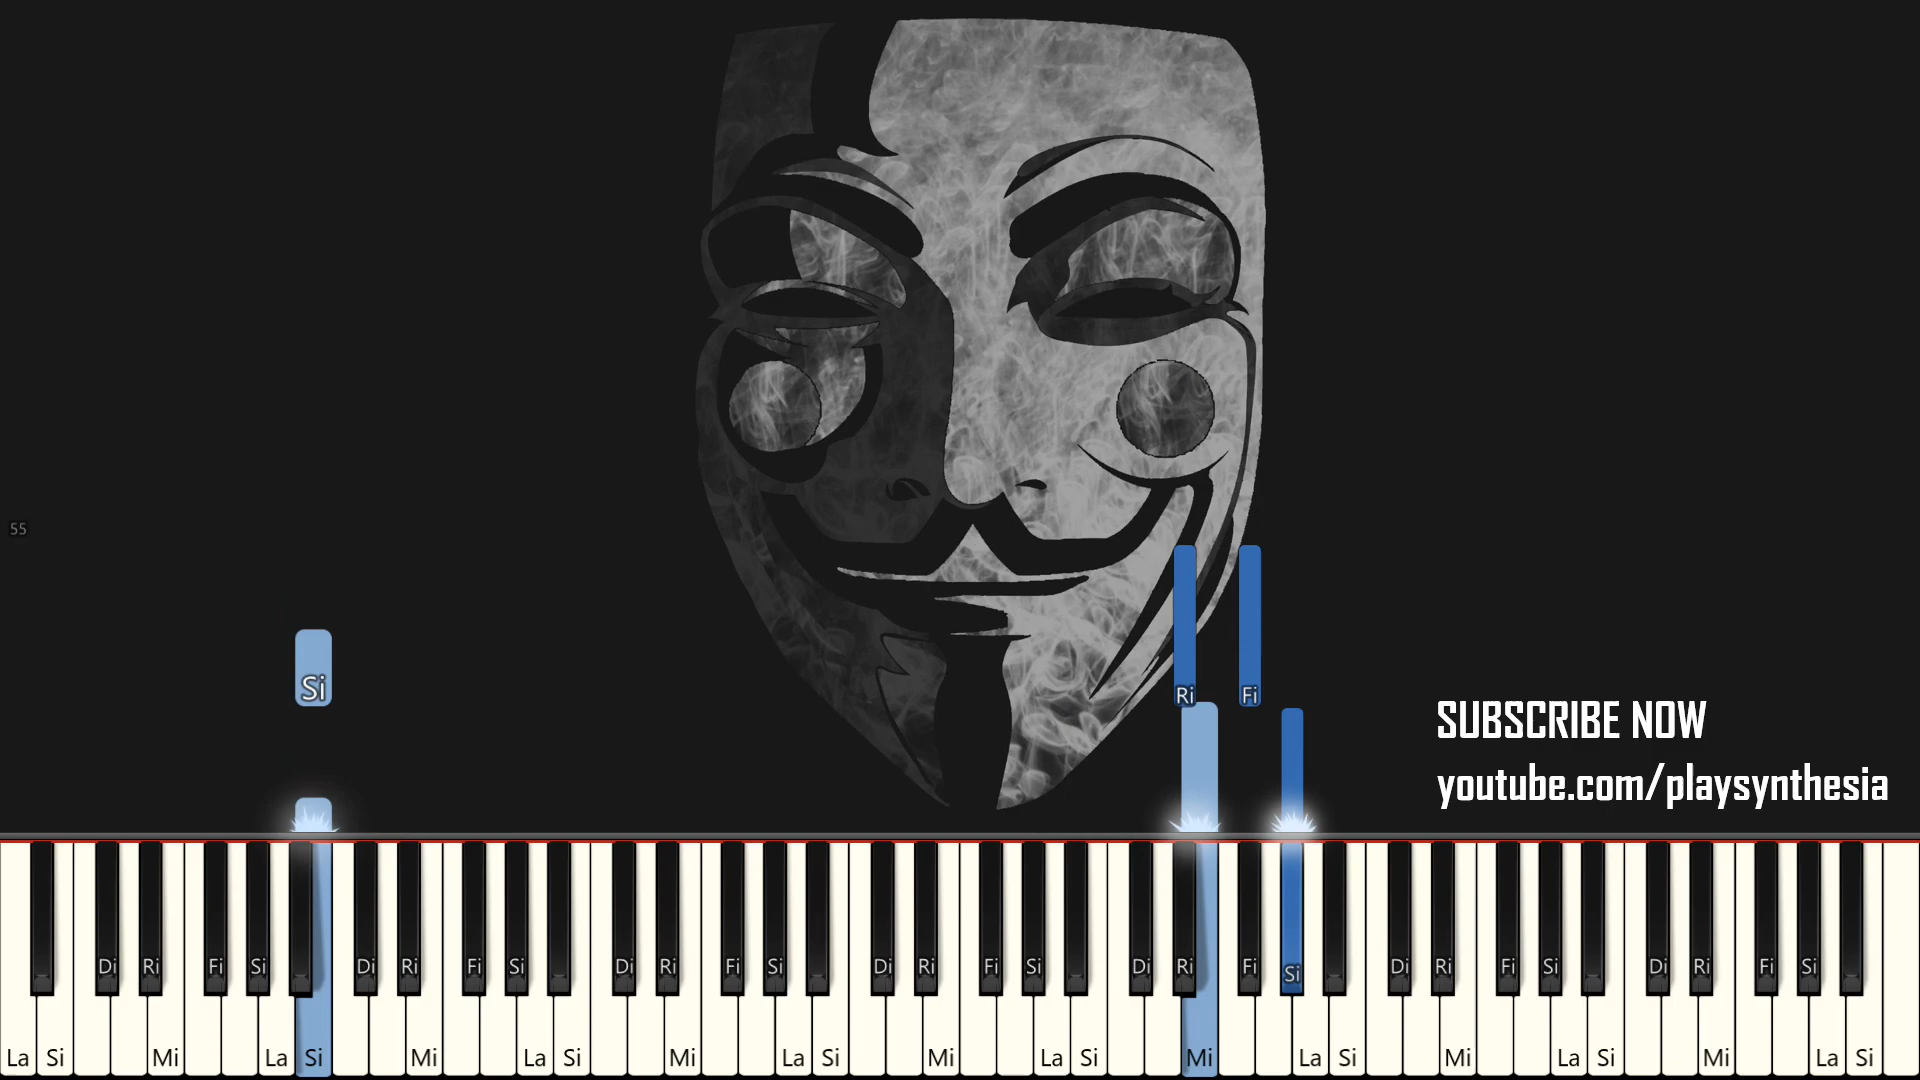 55
Si
Ri Fi
SUBSCRIBE NOW
youtube.com/playsynthesia
Di Ri Fi Si Di Ri Fi Si Di Ri Fi Si Di Ri Fi Si Di Ri Fi Si Di Ri Fi Si Di Ri Fi Si
La Si Mi La Si Mi La Si Mi La Si Mi La Si Mi La Si Mi La Si Mi La Si